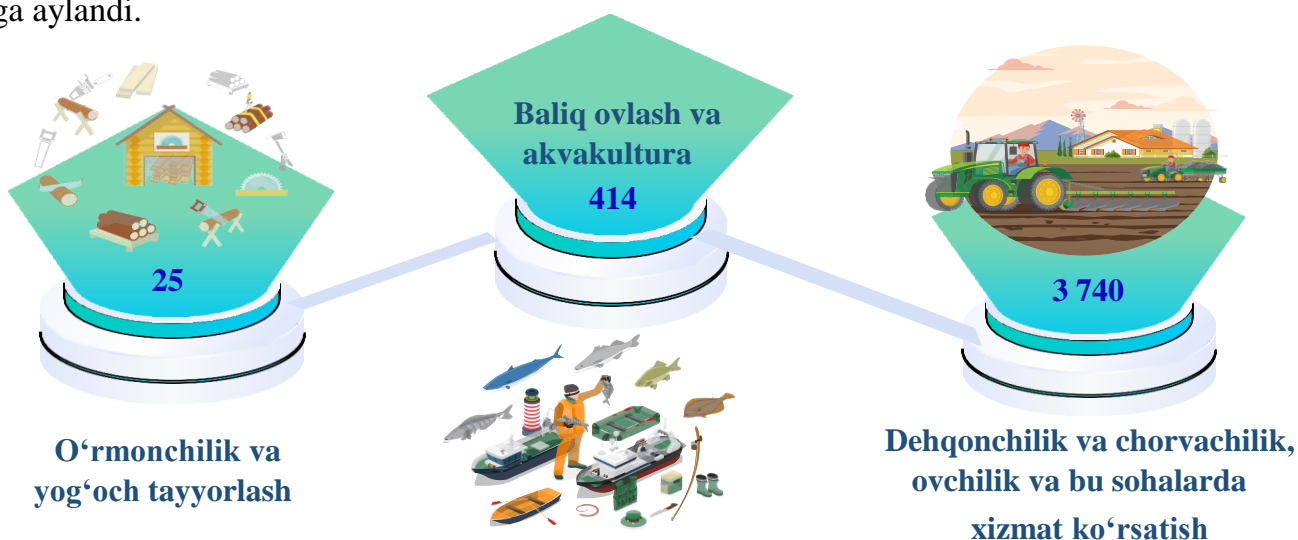 ga aylandi.
Baliq ovlash va
akvakultura
414
25
3 740
O‘rmonchilik va
yog‘och tayyorlash
Dehqonchilik va chorvachilik,
ovchilik va bu sohalarda
xizmat ko‘rsatish